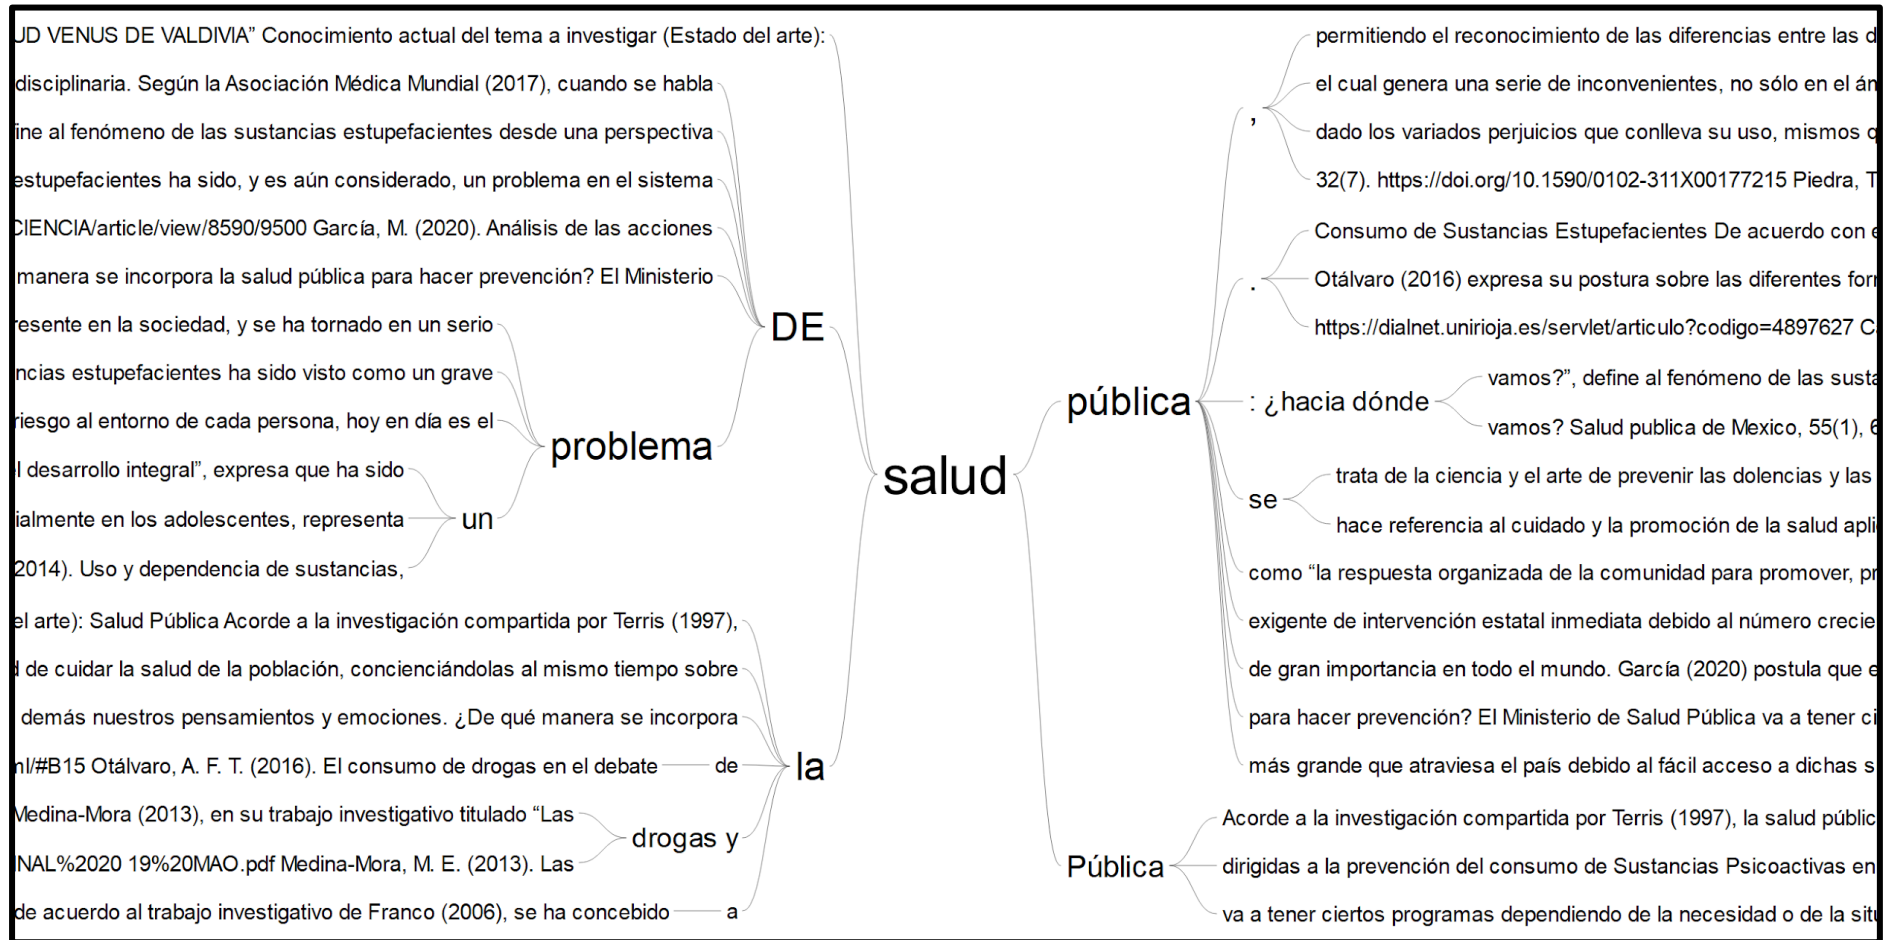 UD VENUS DE VALDIVIA” Conocimiento actual del tema a investigar (Estado del arte):
disciplinaria. Según la Asociación Médica Mundial (2017), cuando se habla
fine al fenómeno de las sustancias estupefacientes desde una perspectiva
estupefacientes ha sido, y es aún considerado, un problema en el sistema
CIENCIA/article/view/8590/9500 García, M. (2020). Análisis de las acciones
manera se incorpora la salud pública para hacer prevención? El Ministerio
resente en la sociedad, y se ha tornado en un serio
ncias estupefacientes ha sido visto como un grave
riesgo al entorno de cada persona, hoy en día es el
l desarrollo integral”, expresa que ha sido
ialmente en los adolescentes, representa
2014). Uso y dependencia de sustancias,
un
problema
DE
el arte): Salud Pública Acorde a la investigación compartida por Terris (1997),
d de cuidar la salud de la población, concienciándolas al mismo tiempo sobre
demás nuestros pensamientos y emociones. ¿De qué manera se incorpora
ml/#B15 Otálvaro, A. F. T. (2016). El consumo de drogas en el debate
de
Medina-Mora (2013), en su trabajo investigativo titulado “Las
INAL%2020 19%20MAO.pdf Medina-Mora, M. E. (2013). Las
drogas y
de acuerdo al trabajo investigativo de Franco (2006), se ha concebido
a
la
salud
pública
,
permitiendo el reconocimiento de las diferencias entre las d
el cual genera una serie de inconvenientes, no sólo en el ám
dado los variados perjuicios que conlleva su uso, mismos q
32(7). https://doi.org/10.1590/0102-311X00177215 Piedra, T
.
Consumo de Sustancias Estupefacientes De acuerdo con e
Otálvaro (2016) expresa su postura sobre las diferentes for
https://dialnet.unirioja.es/servlet/articulo?codigo=4897627 C
: ¿hacia dónde
vamos?”, define al fenómeno de las susta
vamos? Salud publica de Mexico, 55(1), 6
se
trata de la ciencia y el arte de prevenir las dolencias y las
hace referencia al cuidado y la promoción de la salud apli
como “la respuesta organizada de la comunidad para promover, pr
exigente de intervención estatal inmediata debido al número crecie
de gran importancia en todo el mundo. García (2020) postula que e
para hacer prevención? El Ministerio de Salud Pública va a tener ci
más grande que atraviesa el país debido al fácil acceso a dichas s
Pública
Acorde a la investigación compartida por Terris (1997), la salud públic
dirigidas a la prevención del consumo de Sustancias Psicoactivas en
va a tener ciertos programas dependiendo de la necesidad o de la situ